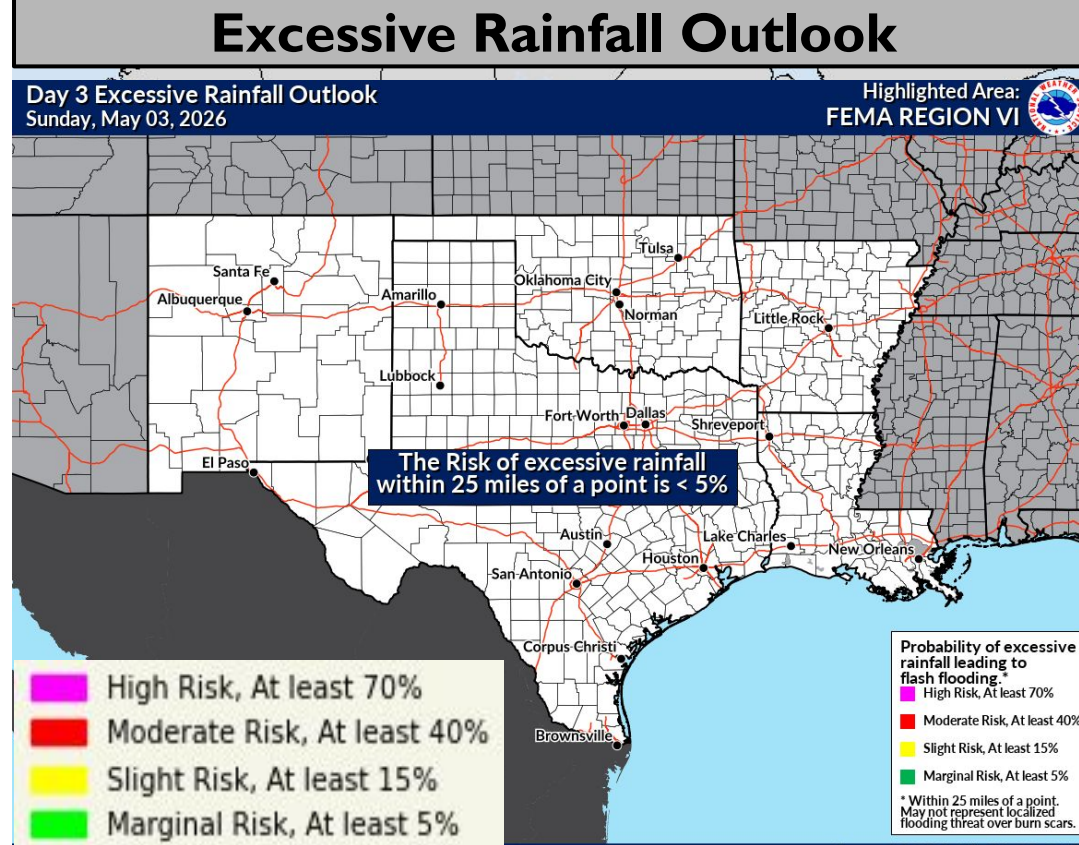 Excessive Rainfall Outlook
Day 3 Excessive Rainfall Outlook
Sunday, May 03, 2026
Highlighted Area:
FEMA REGION VI
Tulsa
Santa Fe
Oklahoma City
Albuquerque
Amarillo
Norman
Little Rock
Lubbock
Fort Worth
Dallas
Shreveport
El Paso
The Risk of excessive rainfall
within 25 miles of a point is < 5%
Austin
Lake Charles
Houston
New Orleans
San Antonio
Corpus Christi
Brownsville
High Risk, At least 70%
Moderate Risk, At least 40%
Slight Risk, At least 15%
Marginal Risk, At least 5%
Probability of excessive
rainfall leading to
flash flooding.*
High Risk, At least 70%
Moderate Risk, At least 40%
Slight Risk, At least 15%
Marginal Risk, At least 5%
* Within 25 miles of a point.
May not represent localized
flooding threat over burn scars.